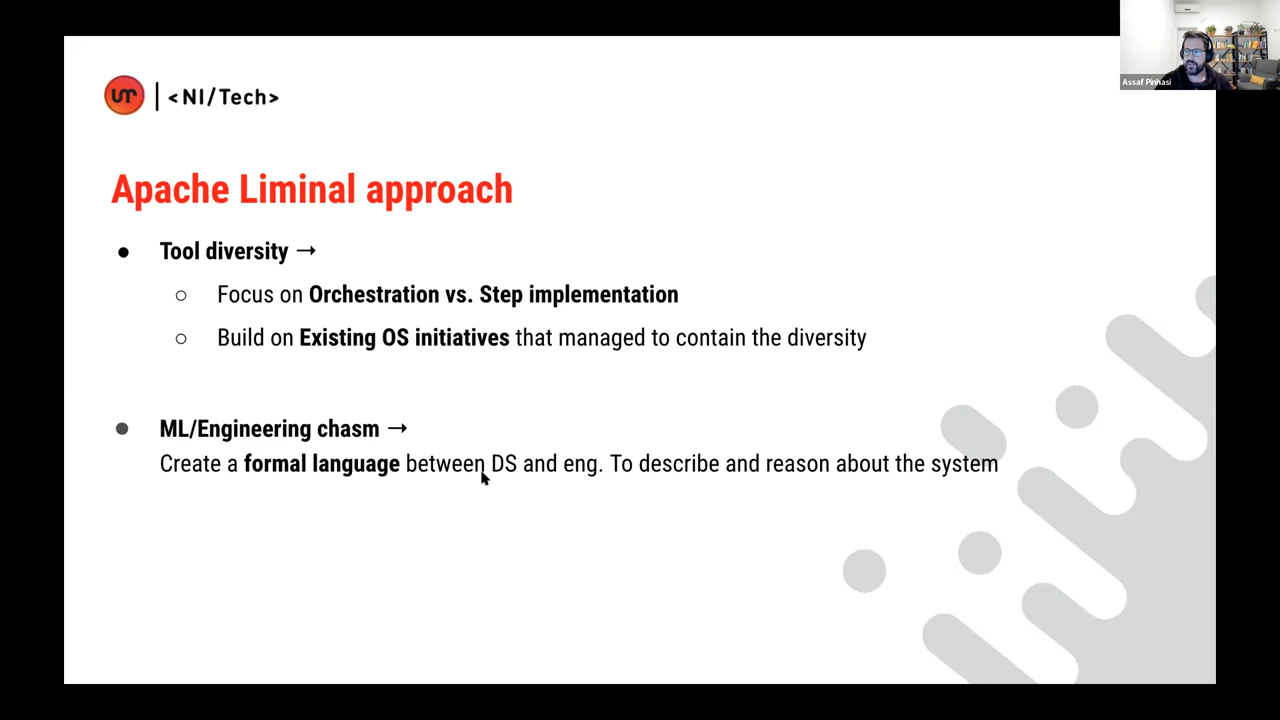 <NI/Tech>
Assaf Pinhasi
Apache Liminal approach
● Tool diversity →
○ Focus on Orchestration vs. Step implementation
○ Build on Existing OS initiatives that managed to contain the diversity
● ML/Engineering chasm →
Create a formal language between DS and eng. To describe and reason about the system